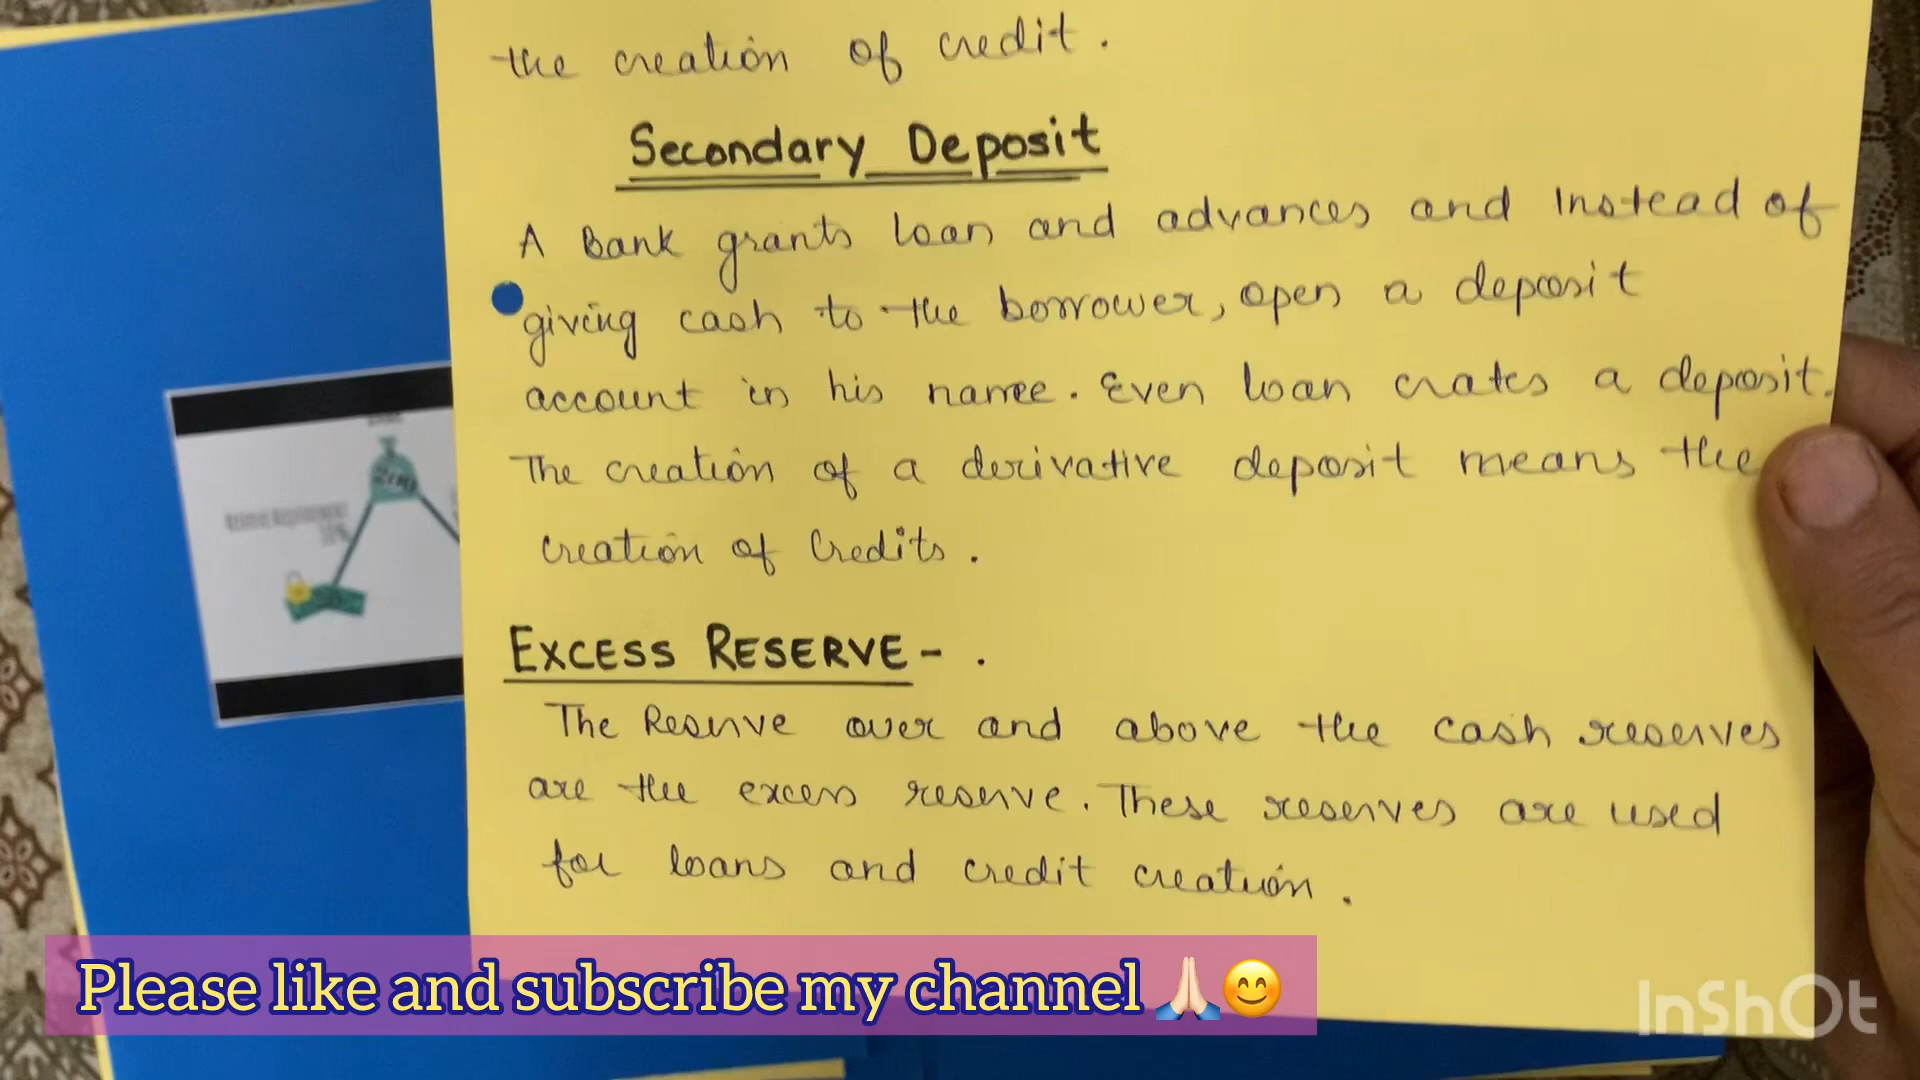 the creation of credit.
Secondary Deposit
A Bank grants loan and advances and Instead of
giving cash to the borrower, open a deposit
account in his name. Even loan crates a deposit.
The creation of a derivative deposit means the
creation of Credits.
EXCESS RESERVE- .
The Reserve over and above the cash reserves
are the excess reserve. These reserves are used
for loans and credit creation.
Please like and subscribe my channel 🙏🏻😊
InShOt